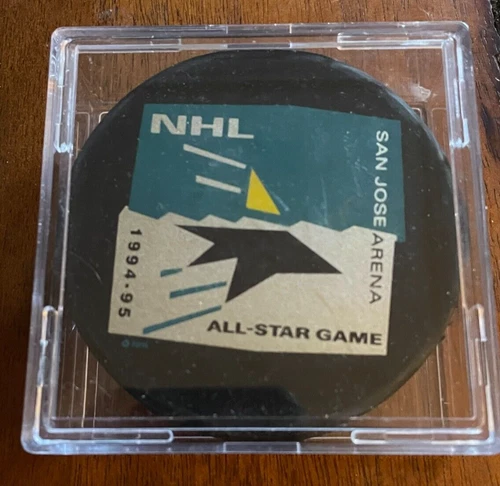 NHL
SAN JOSE ARENA
1994-95
ALL-STAR GAME